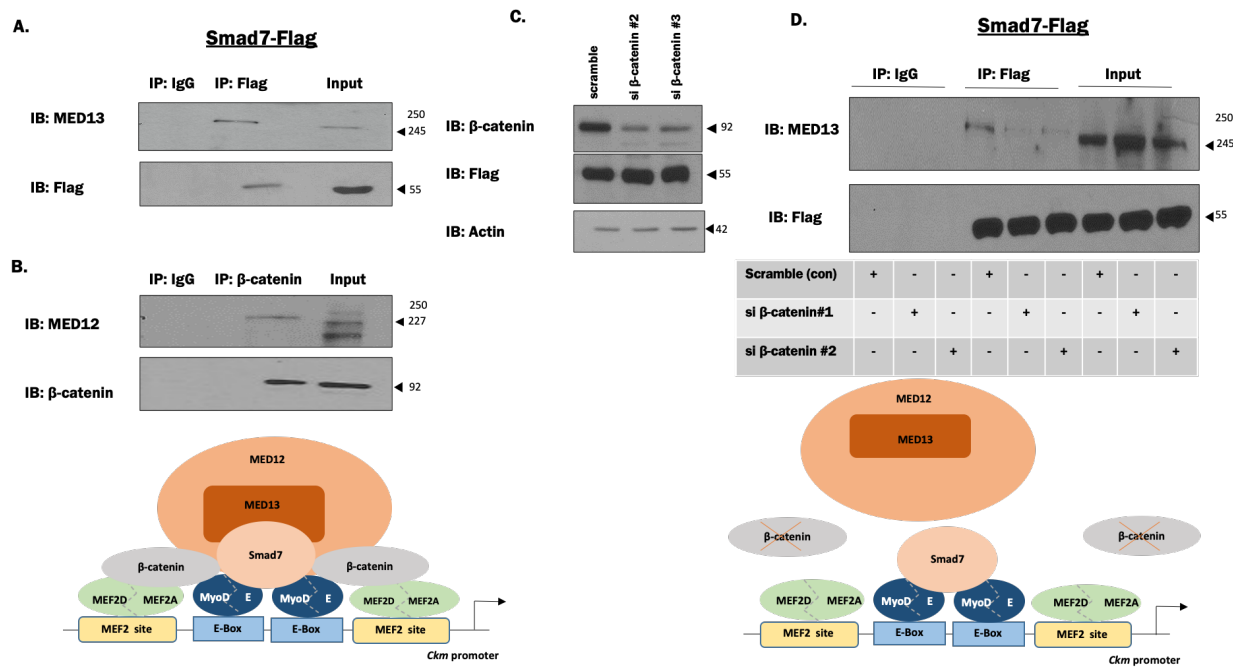 A.
Smad7-Flag
IP: IgG IP: Flag Input
IB: MED13
250
245
IB: Flag
55
B.
IP: IgG IP: β-catenin Input
IB: MED12
250
227
IB: β-catenin
92
MED12
MED13
Smad7
β-catenin β-catenin
MEF2D MEF2A MyoD E MyoD E MEF2D MEF2A
MEF2 site E-Box E-Box MEF2 site
Ckm promoter
C.
scramble
si β-catenin #2
si β-catenin #3
IB: β-catenin
92
IB: Flag
55
IB: Actin
42
D.
Smad7-Flag
IP: IgG IP: Flag Input
IB: MED13
250
245
IB: Flag
55
Scramble (con) + - - + - - + - -
si β-catenin#1 - + - - + - - + -
si β-catenin #2 - - + - - + - - +
MED12
MED13
β-catenin β-catenin
Smad7
MEF2D MEF2A MyoD E MyoD E MEF2D MEF2A
MEF2 site E-Box E-Box MEF2 site
Ckm promoter